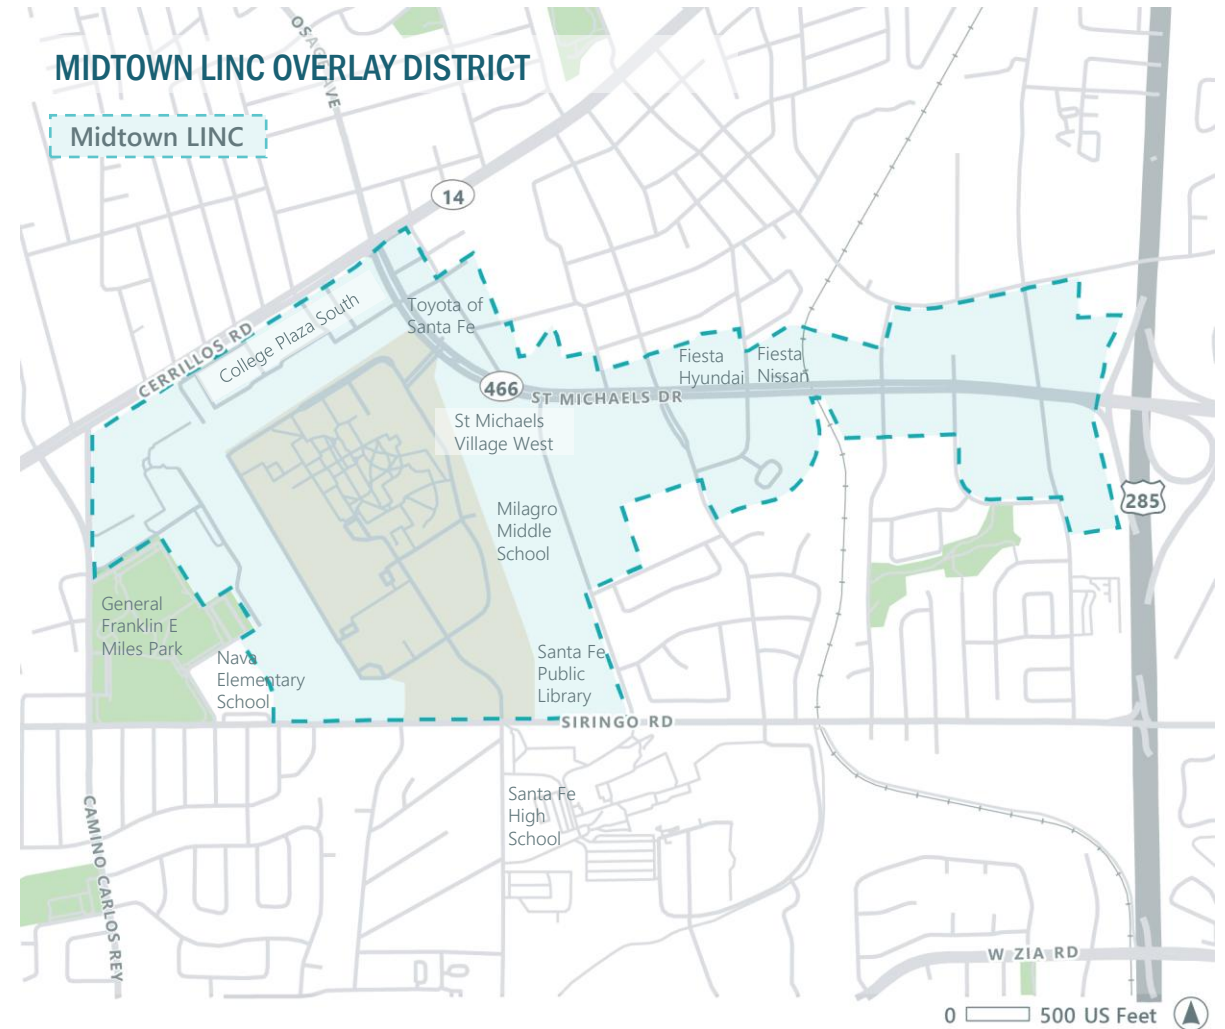 OSAGE AVE
MIDTOWN LINC OVERLAY DISTRICT
Midtown LINC
14
CERRILLOS RD
College Plaza South
Toyota of
Santa Fe
466
ST MICHAELS DR
Fiesta
Hyundai
Fiesta
Nissan
St Michaels
Village West
285
Milagro
Middle
School
General
Franklin E
Miles Park
Nava
Elementary
School
Santa Fe
Public
Library
SIRINGO RD
Santa Fe
High
School
CAMINO CARLOS REY
W ZIA RD
0 500 US Feet